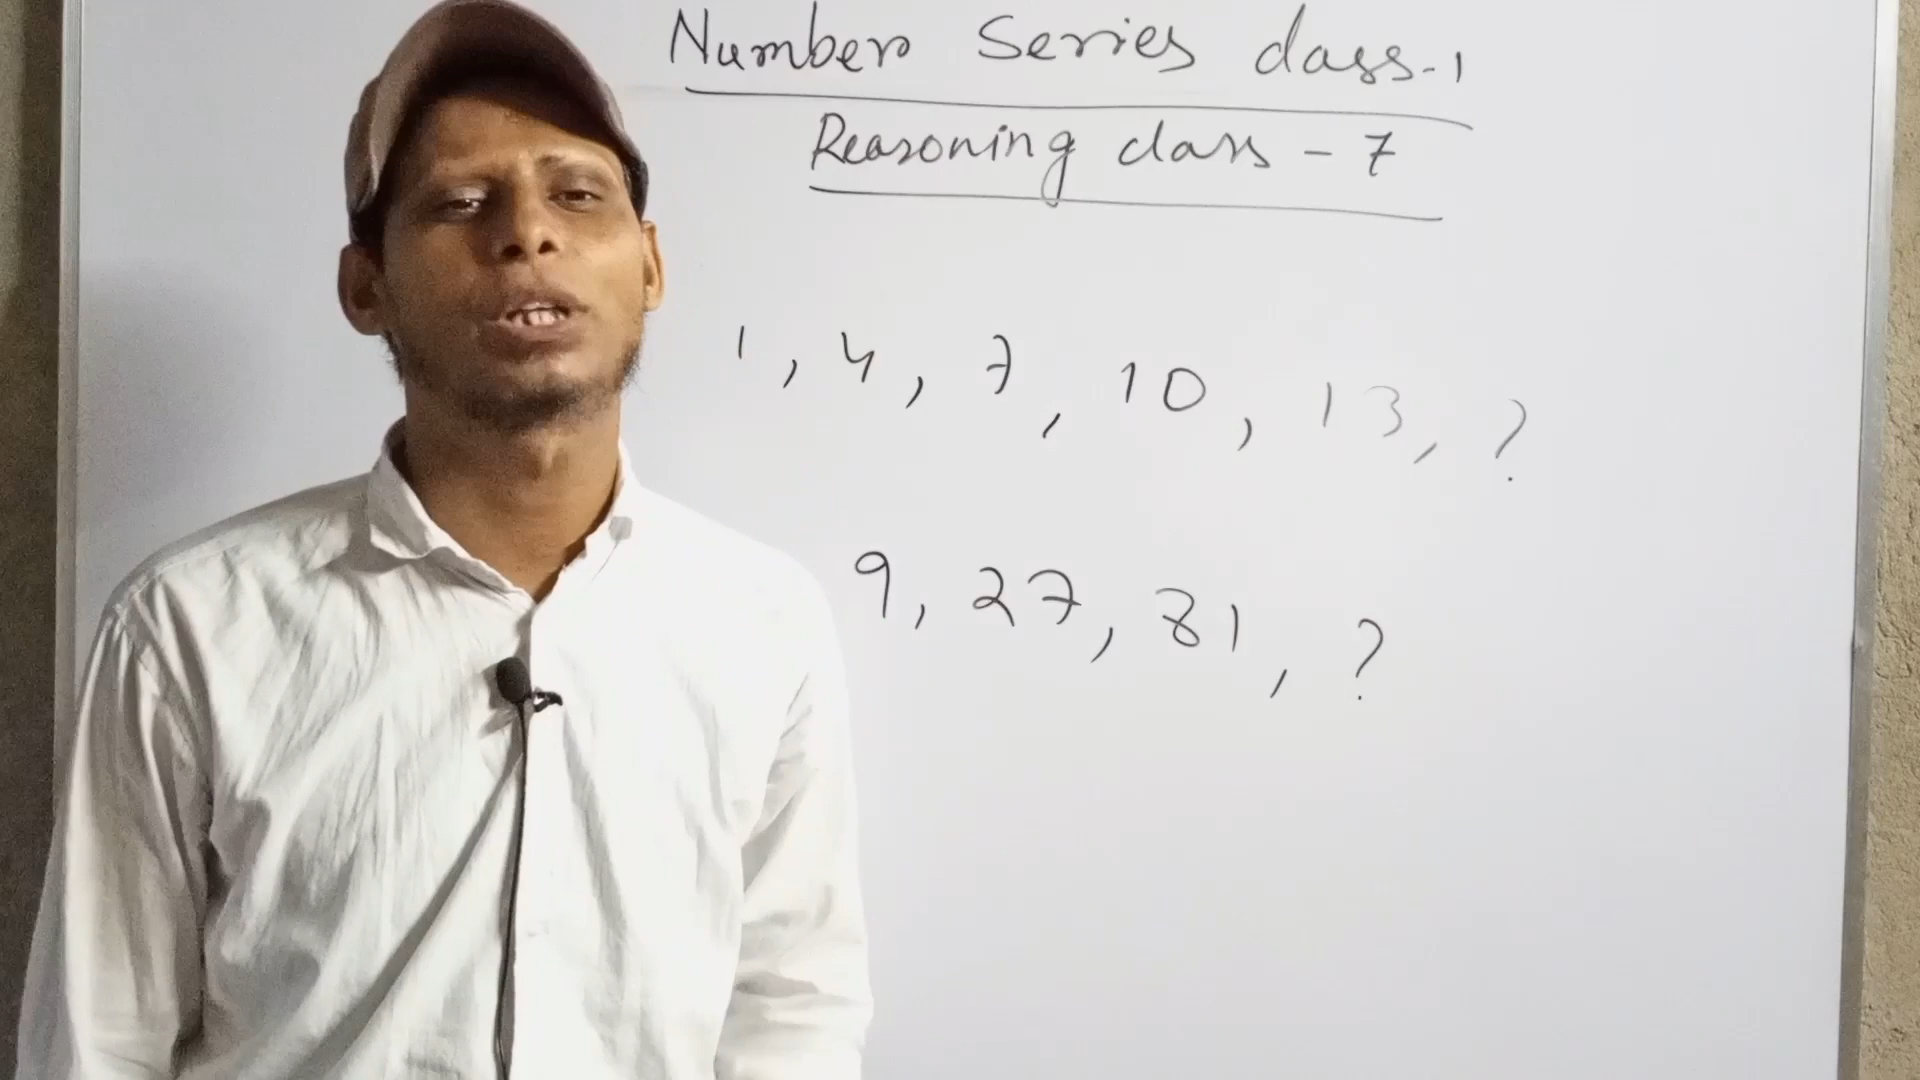 Number Series class-1
Reasoning class - 7
1, 4, 7, 10, 13, ?
9, 27, 81, ?